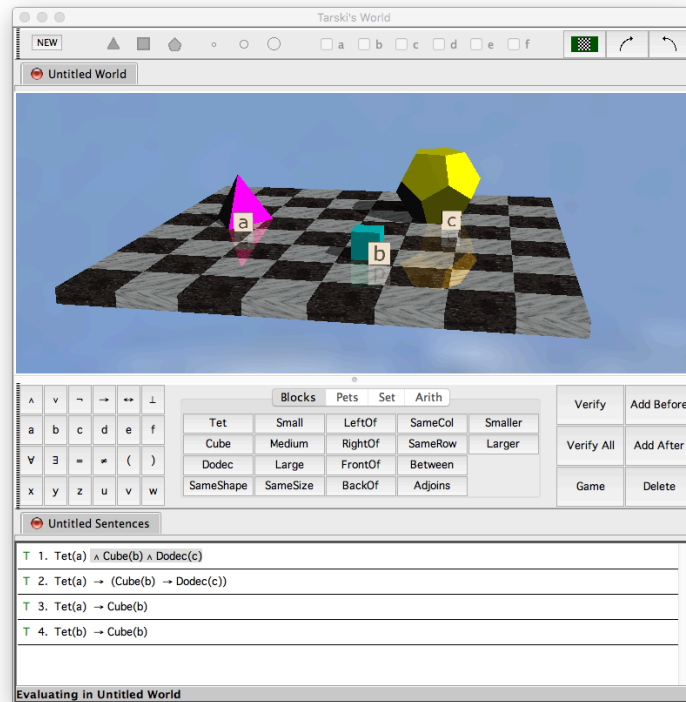 Tarski's World
NEW a b c d e f
Untitled World
a
c
b
∧ ∨ ¬ → ↔ ⊥
a b c d e f
∀ ∃ = ≠ ( )
x y z u v w
Blocks Pets Set Arith
Tet Small LeftOf SameCol Smaller
Cube Medium RightOf SameRow Larger
Dodec Large FrontOf Between
SameShape SameSize BackOf Adjoins
Verify Add Before
Verify All Add After
Game Delete
Untitled Sentences
T 1. Tet(a) ∧ Cube(b) ∧ Dodec(c)
T 2. Tet(a) → (Cube(b) → Dodec(c))
T 3. Tet(a) → Cube(b)
T 4. Tet(b) → Cube(b)
Evaluating in Untitled World